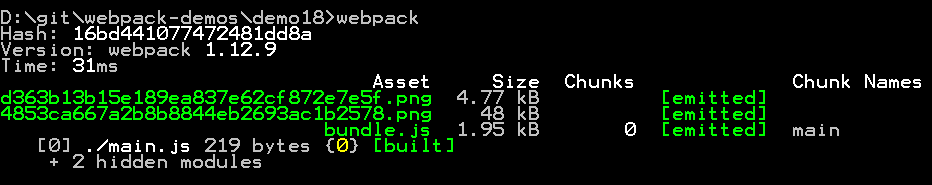 D:\git\webpack-demos\demo18>webpack
Hash: 16bd441077472481dd8a
Version: webpack 1.12.9
Time: 31ms
Asset Size Chunks Chunk Names
d363b13b15e189ea837e62cf872e7e5f.png 4.77 kB [emitted]
4853ca667a2b8b8844eb2693ac1b2578.png 48 kB [emitted]
bundle.js 1.95 kB 0 [emitted] main
[0] ./main.js 219 bytes {0} [built]
+ 2 hidden modules